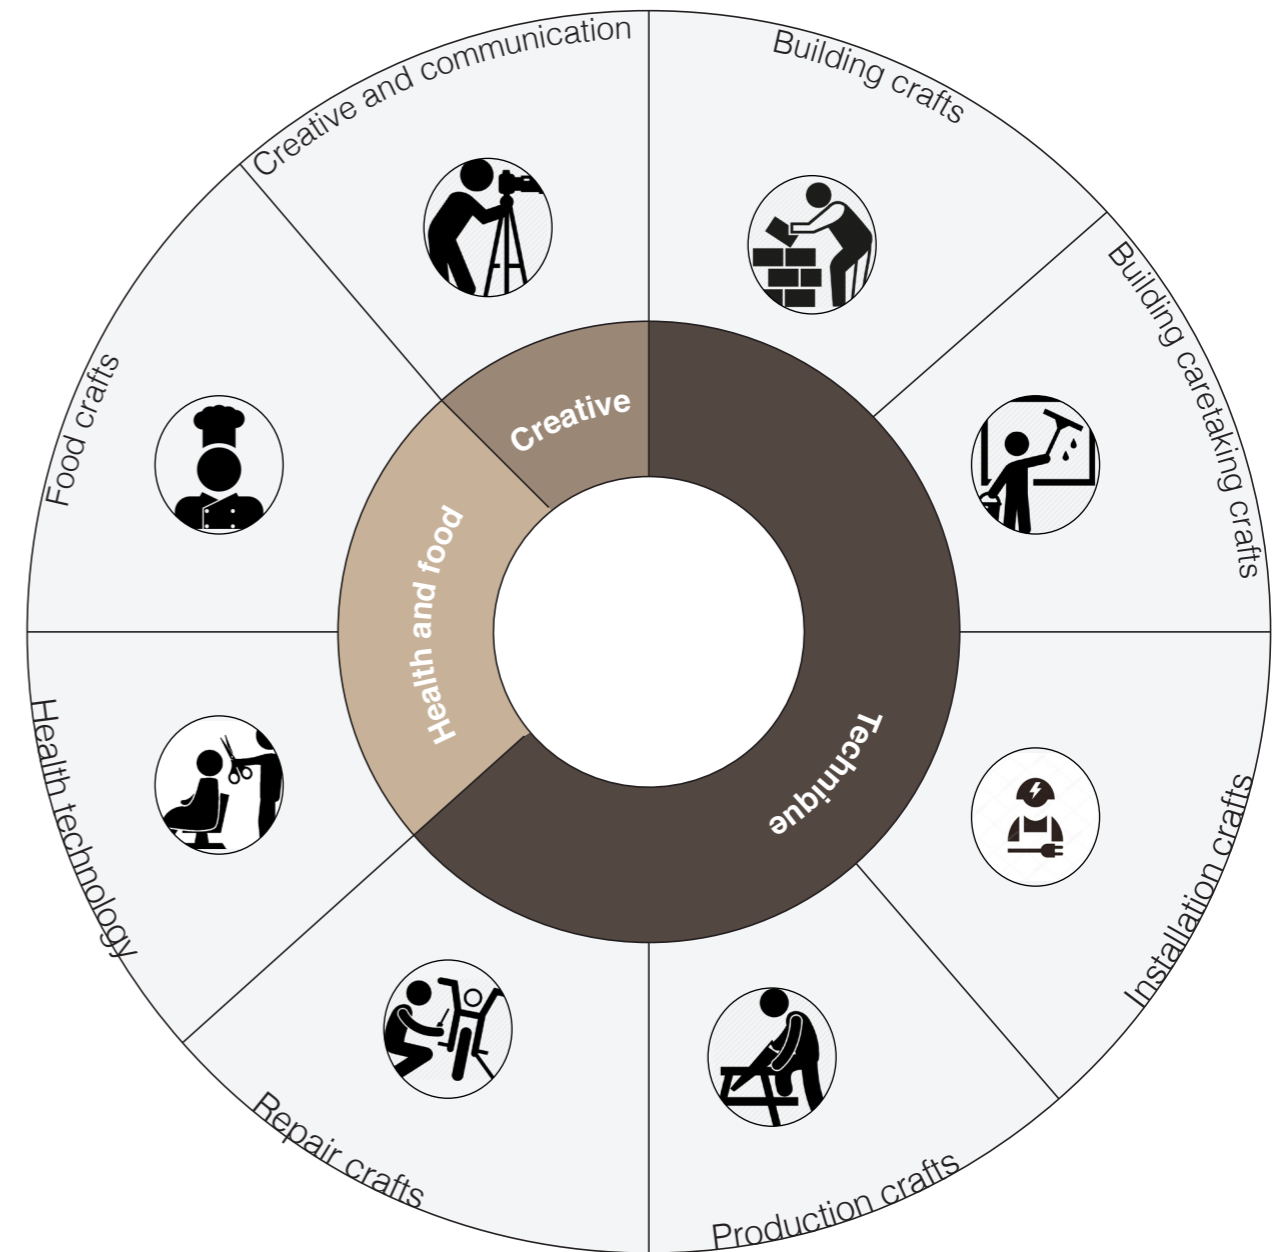 Creative and communication
Building crafts
Building caretaking crafts
Installation crafts
Production crafts
Repair crafts
Health technology
Food crafts
Creative
Health and food
Technique